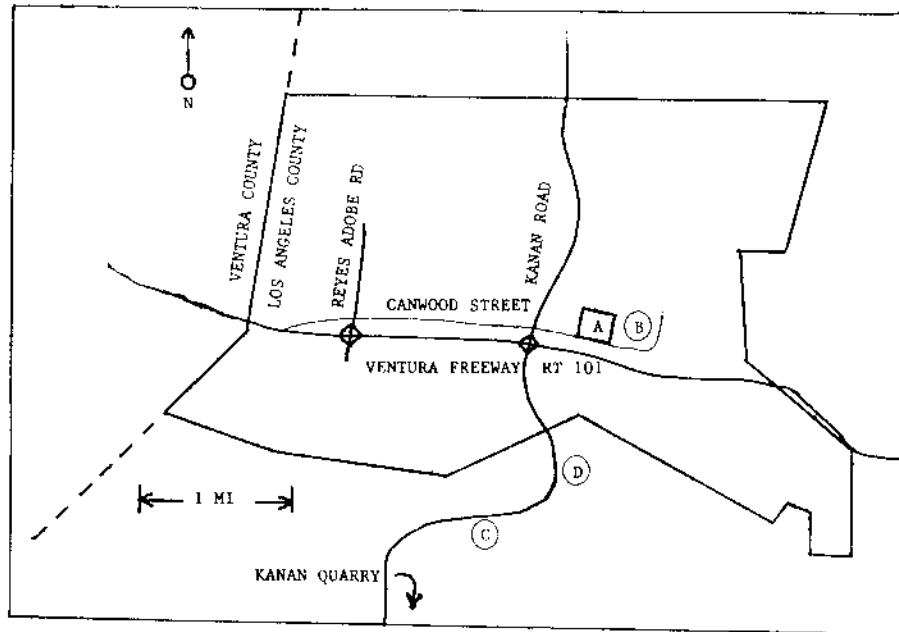 N
VENTURA COUNTY
LOS ANGELES COUNTY
REYES ADOBE RD
KANAN ROAD
CANWOOD STREET
A
B
VENTURA FREEWAY RT 101
D
1 MI
C
KANAN QUARRY